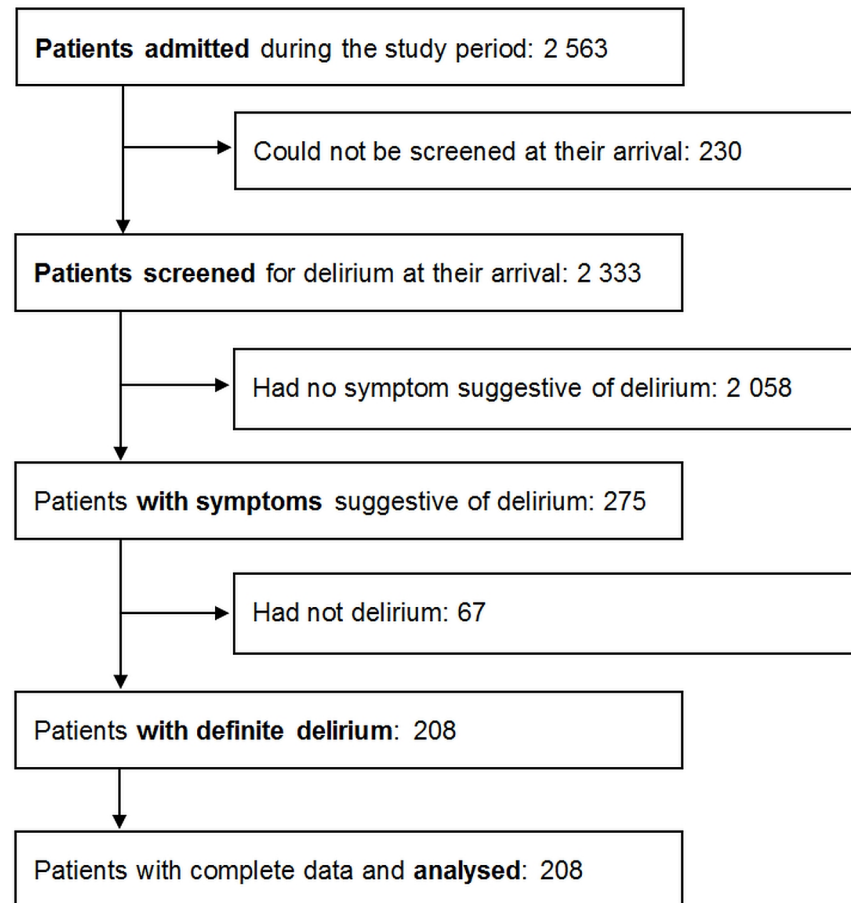 Patients admitted during the study period: 2 563
Could not be screened at their arrival: 230
Patients screened for delirium at their arrival: 2 333
Had no symptom suggestive of delirium: 2 058
Patients with symptoms suggestive of delirium: 275
Had not delirium: 67
Patients with definite delirium: 208
Patients with complete data and analysed: 208